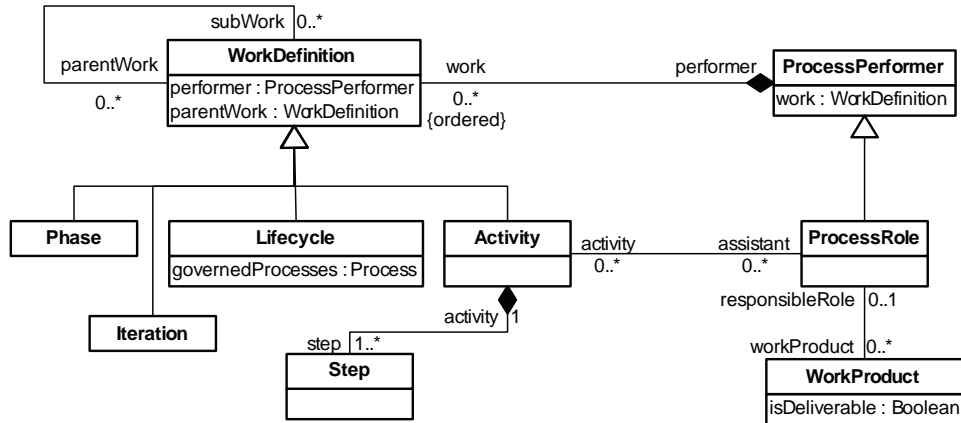 subWork 0..*
WorkDefinition
performer : ProcessPerformer
parentWork : WorkDefinition
parentWork
0..*
work
0..*
{ordered}
performer
ProcessPerformer
work : WorkDefinition
Phase
Lifecycle
governedProcesses : Process
Activity
activity
0..*
assistant
0..*
ProcessRole
Iteration
activity 1
step 1..*
Step
responsibleRole 0..1
workProduct 0..*
WorkProduct
isDeliverable : Boolean